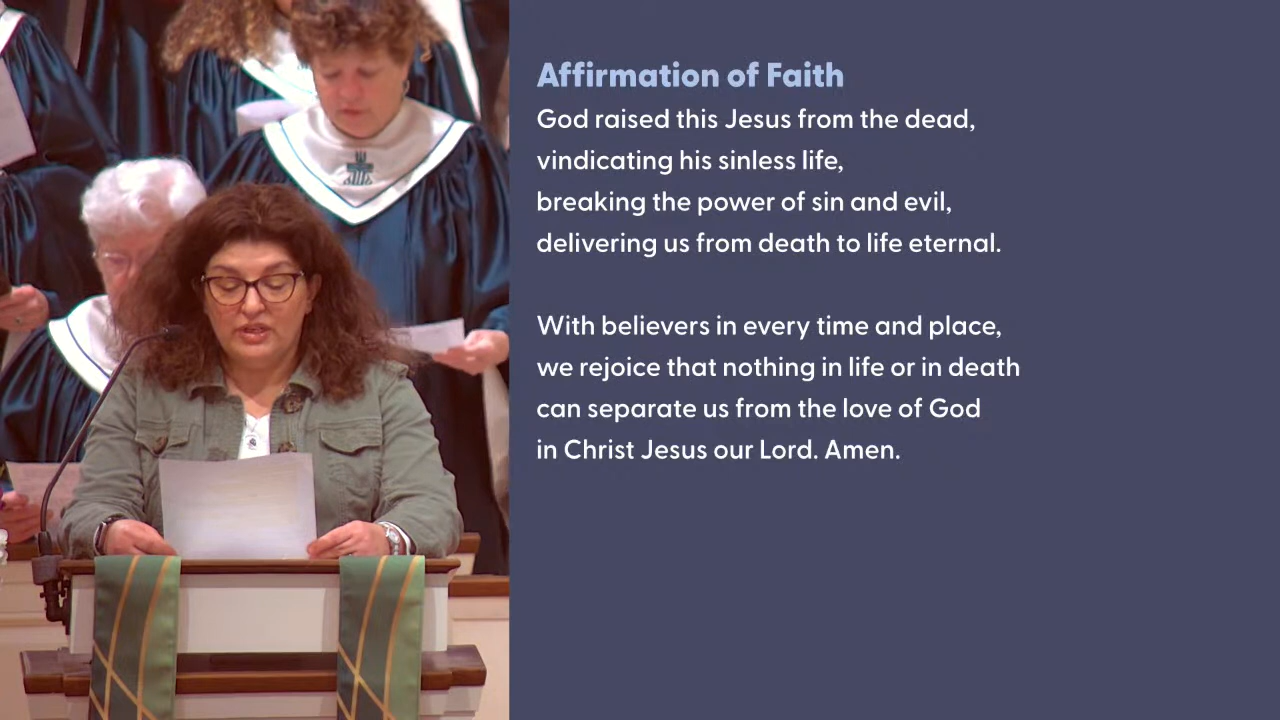 Affirmation of Faith
God raised this Jesus from the dead,
vindicating his sinless life,
breaking the power of sin and evil,
delivering us from death to life eternal.
With believers in every time and place,
we rejoice that nothing in life or in death
can separate us from the love of God
in Christ Jesus our Lord. Amen.